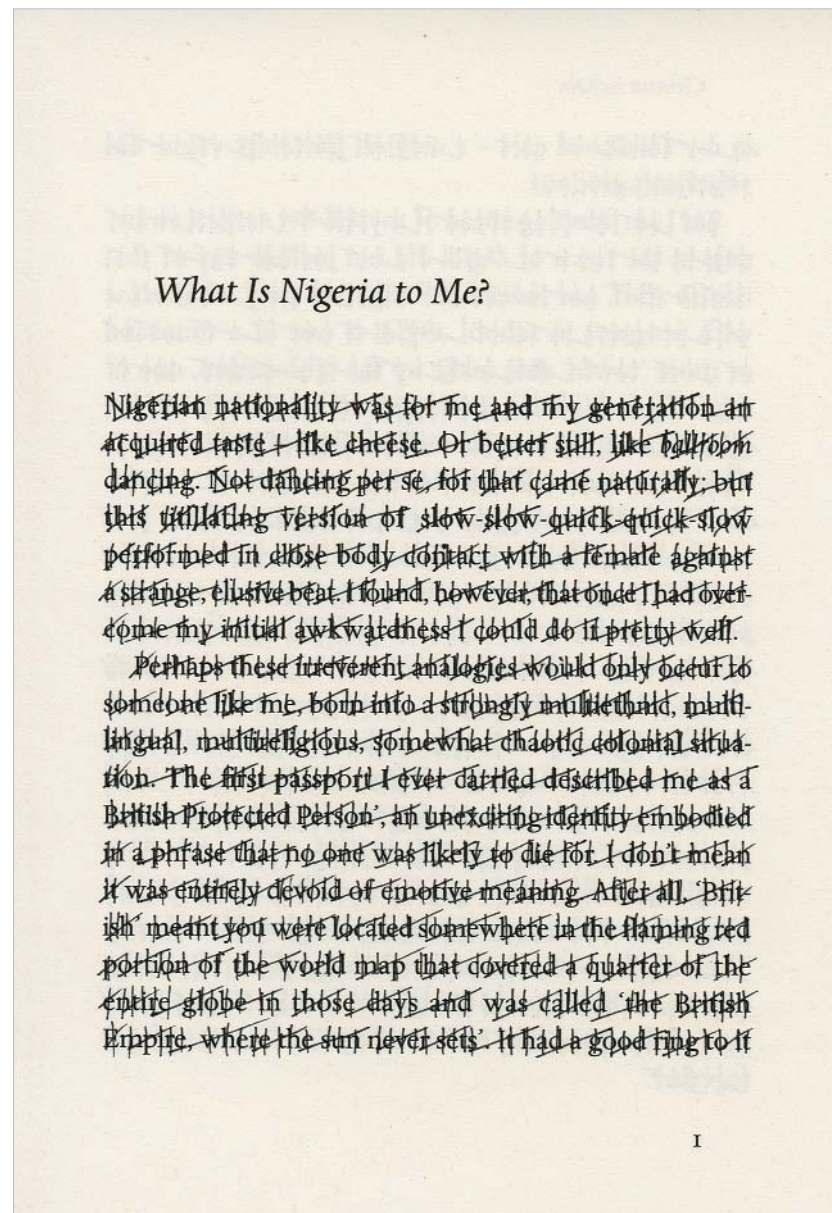 What Is Nigeria to Me?
Nigerian nationality was for me and my generation an
acquired taste – like cheese. Or better still, like ballroom
dancing. Not dancing per se, for that came naturally; but
this titillating version of slow-slow-quick-quick-slow
performed in close body contact with a female against
a strange, elusive beat. I found, however, that once I had over-
come my initial awkwardness I could do it pretty well.
Perhaps these irreverent analogies would only occur to
someone like me, born into a strongly multiethnic, multi-
lingual, multireligious, somewhat chaotic colonial situa-
tion. The first passport I ever carried described me as a
‘British Protected Person’, an unexciting identity embodied
in a phrase that no one was likely to die for. I don’t mean
it was entirely devoid of emotive meaning. After all, ‘Brit-
ish’ meant you were located somewhere in the flaming red
portion of the world map that covered a quarter of the
entire globe in those days and was called ‘the British
Empire, where the sun never sets’. It had a good ring to it
1